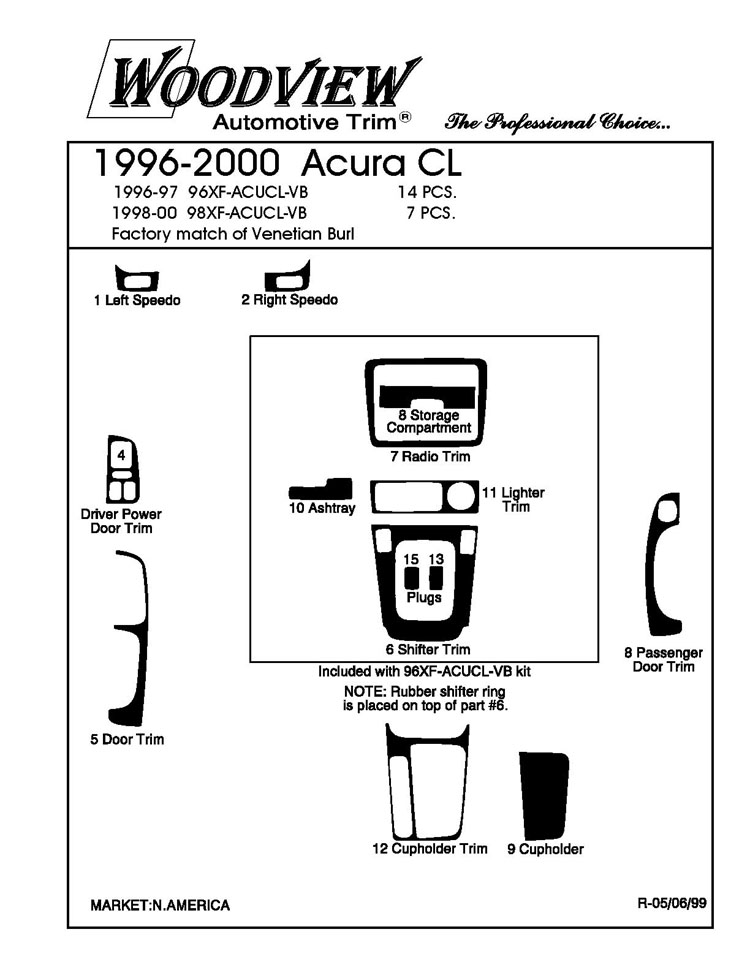 WOODVIEW
Automotive Trim®
The Professional Choice...
1996-2000 Acura CL
1996-97 96XF-ACUCL-VB 14 PCS.
1998-00 98XF-ACUCL-VB 7 PCS.
Factory match of Venetian Burl
1 Left Speedo
2 Right Speedo
8 Storage
Compartment
7 Radio Trim
4
Driver Power
Door Trim
10 Ashtray
11 Lighter
Trim
15 13
Plugs
6 Shifter Trim
8 Passenger
Door Trim
Included with 96XF-ACUCL-VB kit
NOTE: Rubber shifter ring
is placed on top of part #6.
5 Door Trim
12 Cupholder Trim
9 Cupholder
MARKET:N.AMERICA
R-05/06/99